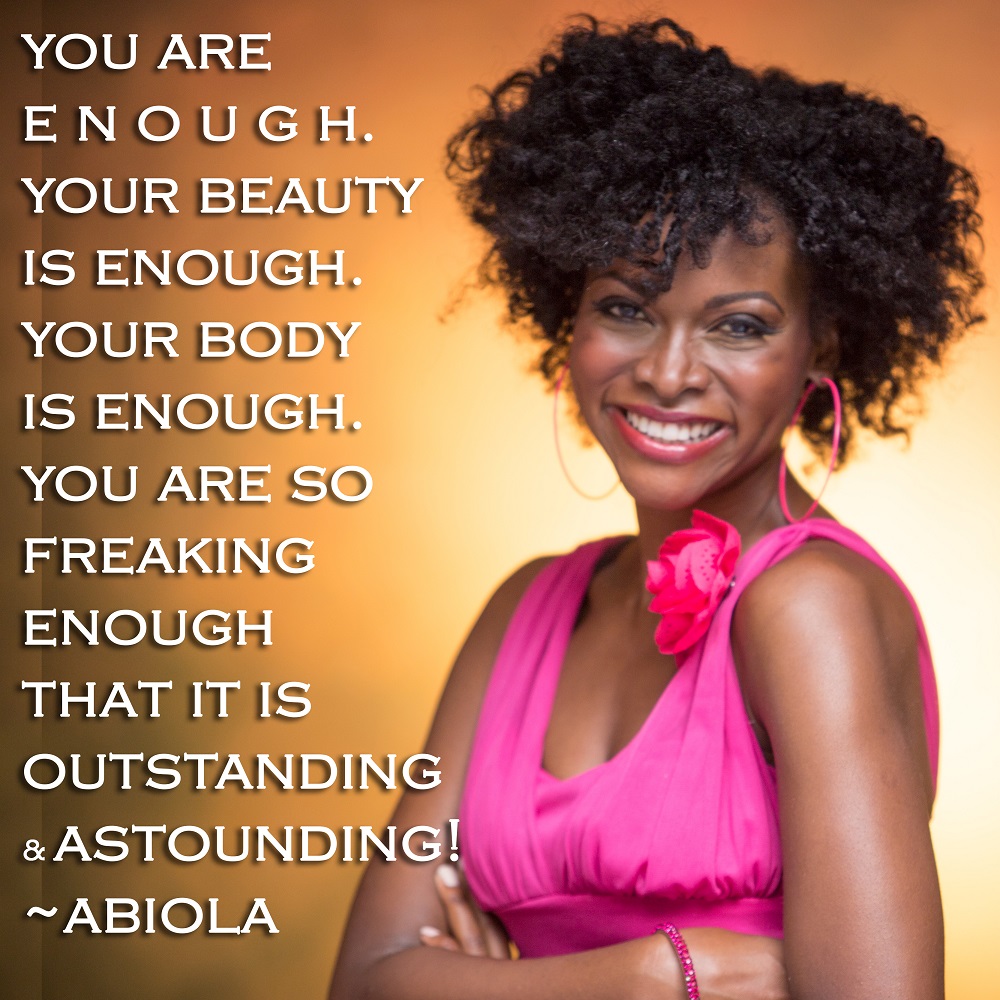 YOU ARE
E N O U G H.
YOUR BEAUTY
IS ENOUGH.
YOUR BODY
IS ENOUGH.
YOU ARE SO
FREAKING
ENOUGH
THAT IT IS
OUTSTANDING
& ASTOUNDING!
~ABIOLA